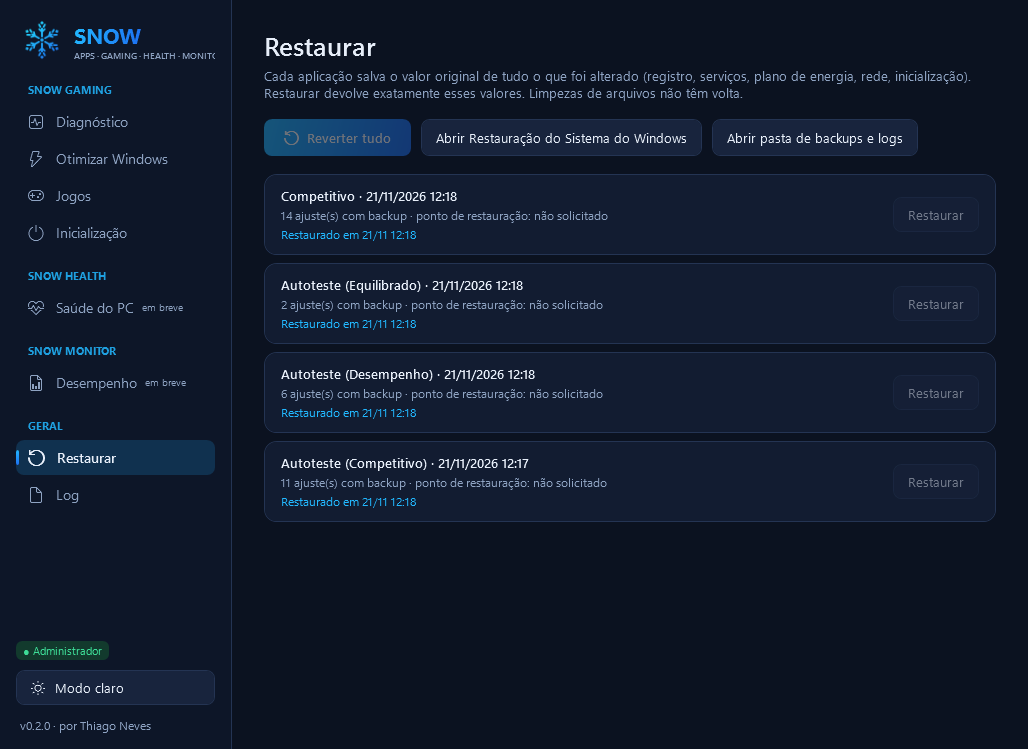 SNOW
APPS · GAMING · HEALTH · MONITO
SNOW GAMING
Diagnóstico
Otimizar Windows
Jogos
Inicialização
SNOW HEALTH
Saúde do PC em breve
SNOW MONITOR
Desempenho em breve
GERAL
Restaurar
Log
● Administrador
Modo claro
v0.2.0 · por Thiago Neves
Restaurar
Cada aplicação salva o valor original de tudo o que foi alterado (registro, serviços, plano de energia, rede, inicialização).
Restaurar devolve exatamente esses valores. Limpezas de arquivos não têm volta.
Reverter tudo
Abrir Restauração do Sistema do Windows
Abrir pasta de backups e logs
Competitivo · 21/11/2026 12:18
14 ajuste(s) com backup · ponto de restauração: não solicitado
Restaurado em 21/11 12:18
Restaurar
Autoteste (Equilibrado) · 21/11/2026 12:18
2 ajuste(s) com backup · ponto de restauração: não solicitado
Restaurado em 21/11 12:18
Restaurar
Autoteste (Desempenho) · 21/11/2026 12:18
6 ajuste(s) com backup · ponto de restauração: não solicitado
Restaurado em 21/11 12:18
Restaurar
Autoteste (Competitivo) · 21/11/2026 12:17
11 ajuste(s) com backup · ponto de restauração: não solicitado
Restaurado em 21/11 12:18
Restaurar